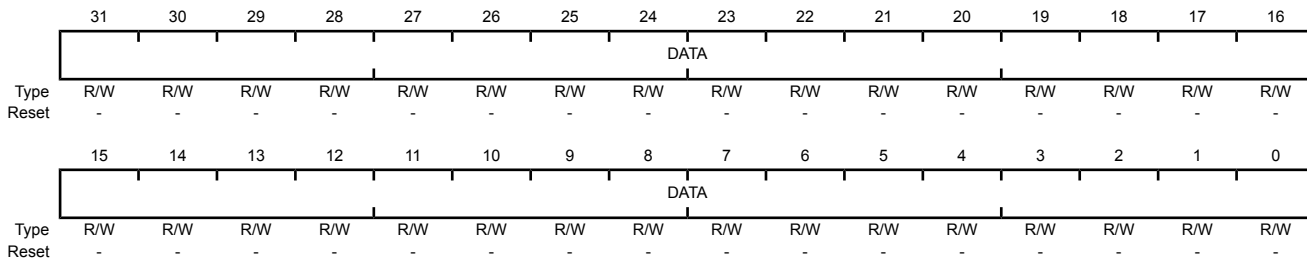 31 30 29 28 27 26 25 24 23 22 21 20 19 18 17 16
DATA
Type R/W R/W R/W R/W R/W R/W R/W R/W R/W R/W R/W R/W R/W R/W R/W R/W
Reset - - - - - - - - - - - - - - - -
15 14 13 12 11 10 9 8 7 6 5 4 3 2 1 0
DATA
Type R/W R/W R/W R/W R/W R/W R/W R/W R/W R/W R/W R/W R/W R/W R/W R/W
Reset - - - - - - - - - - - - - - - -